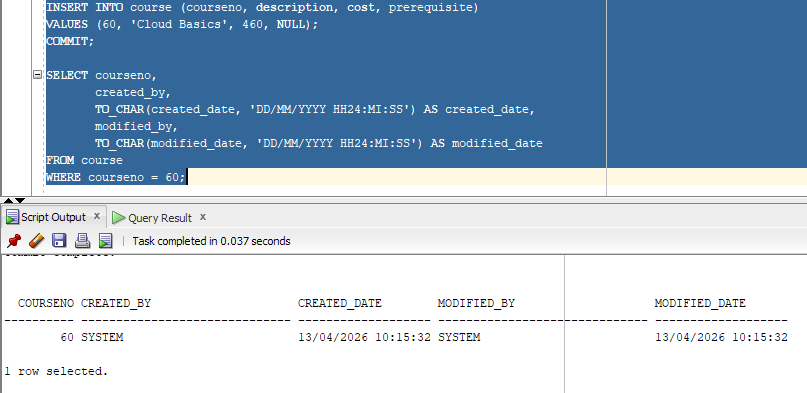 INSERT INTO course (courseno, description, cost, prerequisite)
VALUES (60, 'Cloud Basics', 460, NULL);
COMMIT;
SELECT courseno,
created_by,
TO_CHAR(created_date, 'DD/MM/YYYY HH24:MI:SS') AS created_date,
modified_by,
TO_CHAR(modified_date, 'DD/MM/YYYY HH24:MI:SS') AS modified_date
FROM course
WHERE courseno = 60;
Script Output x Query Result x
Task completed in 0.037 seconds
COURSENO CREATED_BY CREATED_DATE MODIFIED_BY MODIFIED_DATE
---------- ------------------------------ ------------------- ------------------------------ -------------------
60 SYSTEM 13/04/2026 10:15:32 SYSTEM 13/04/2026 10:15:32
1 row selected.